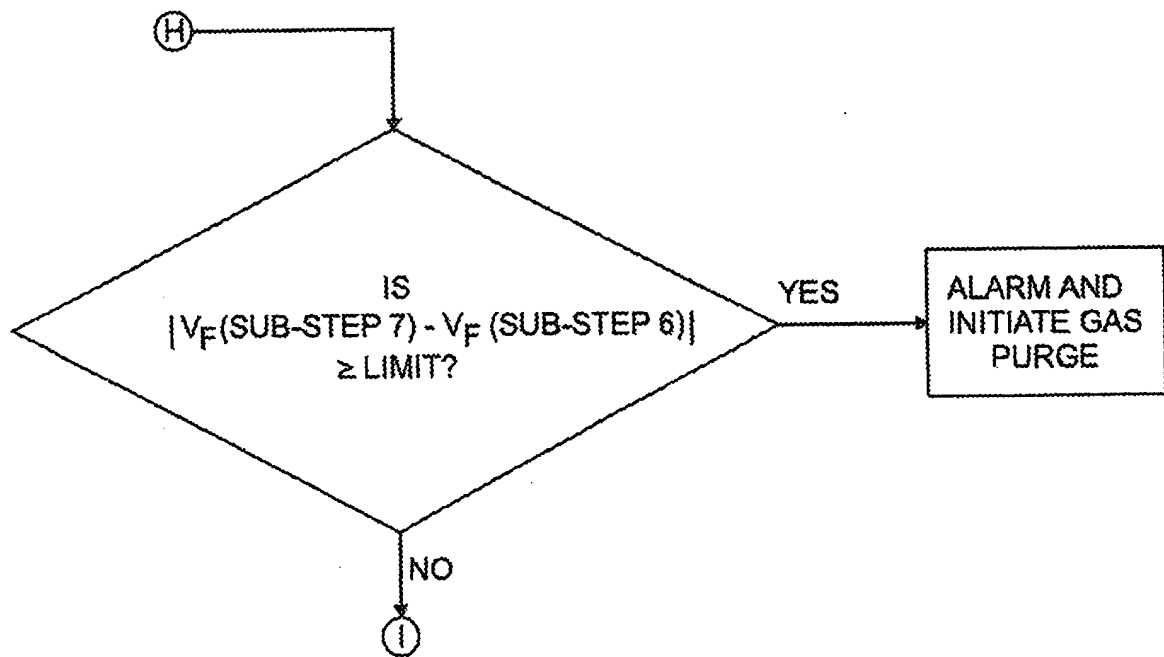 H
IS
|VF(SUB-STEP 7) - VF (SUB-STEP 6)|
≥ LIMIT?
YES
ALARM AND
INITIATE GAS
PURGE
NO
I